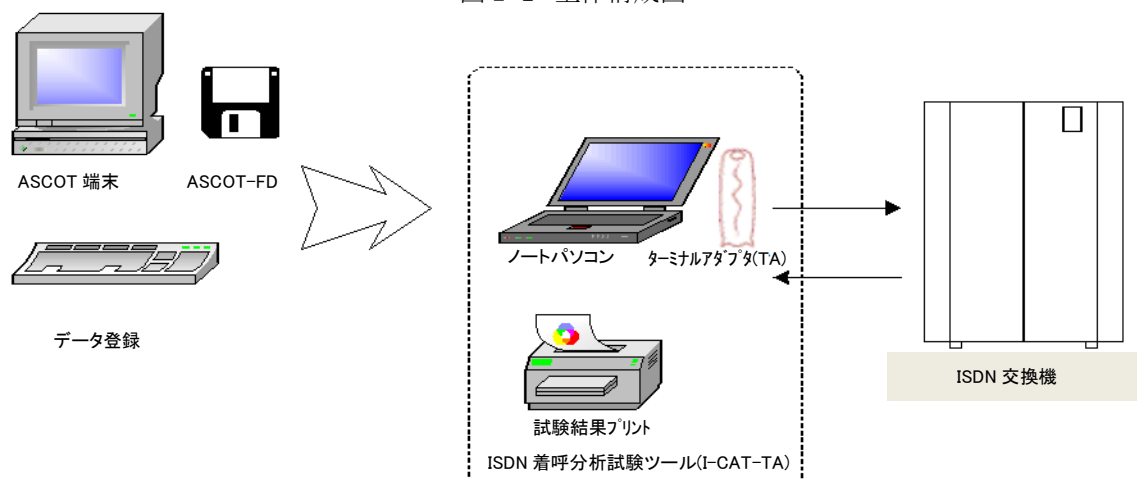 ASCOT 端末
ASCOT-FD
データ登録
ノートパソコン
ターミナルアダプタ(TA)
試験結果プリント
ISDN 着呼分析試験ツール(I-CAT-TA)
ISDN 交換機